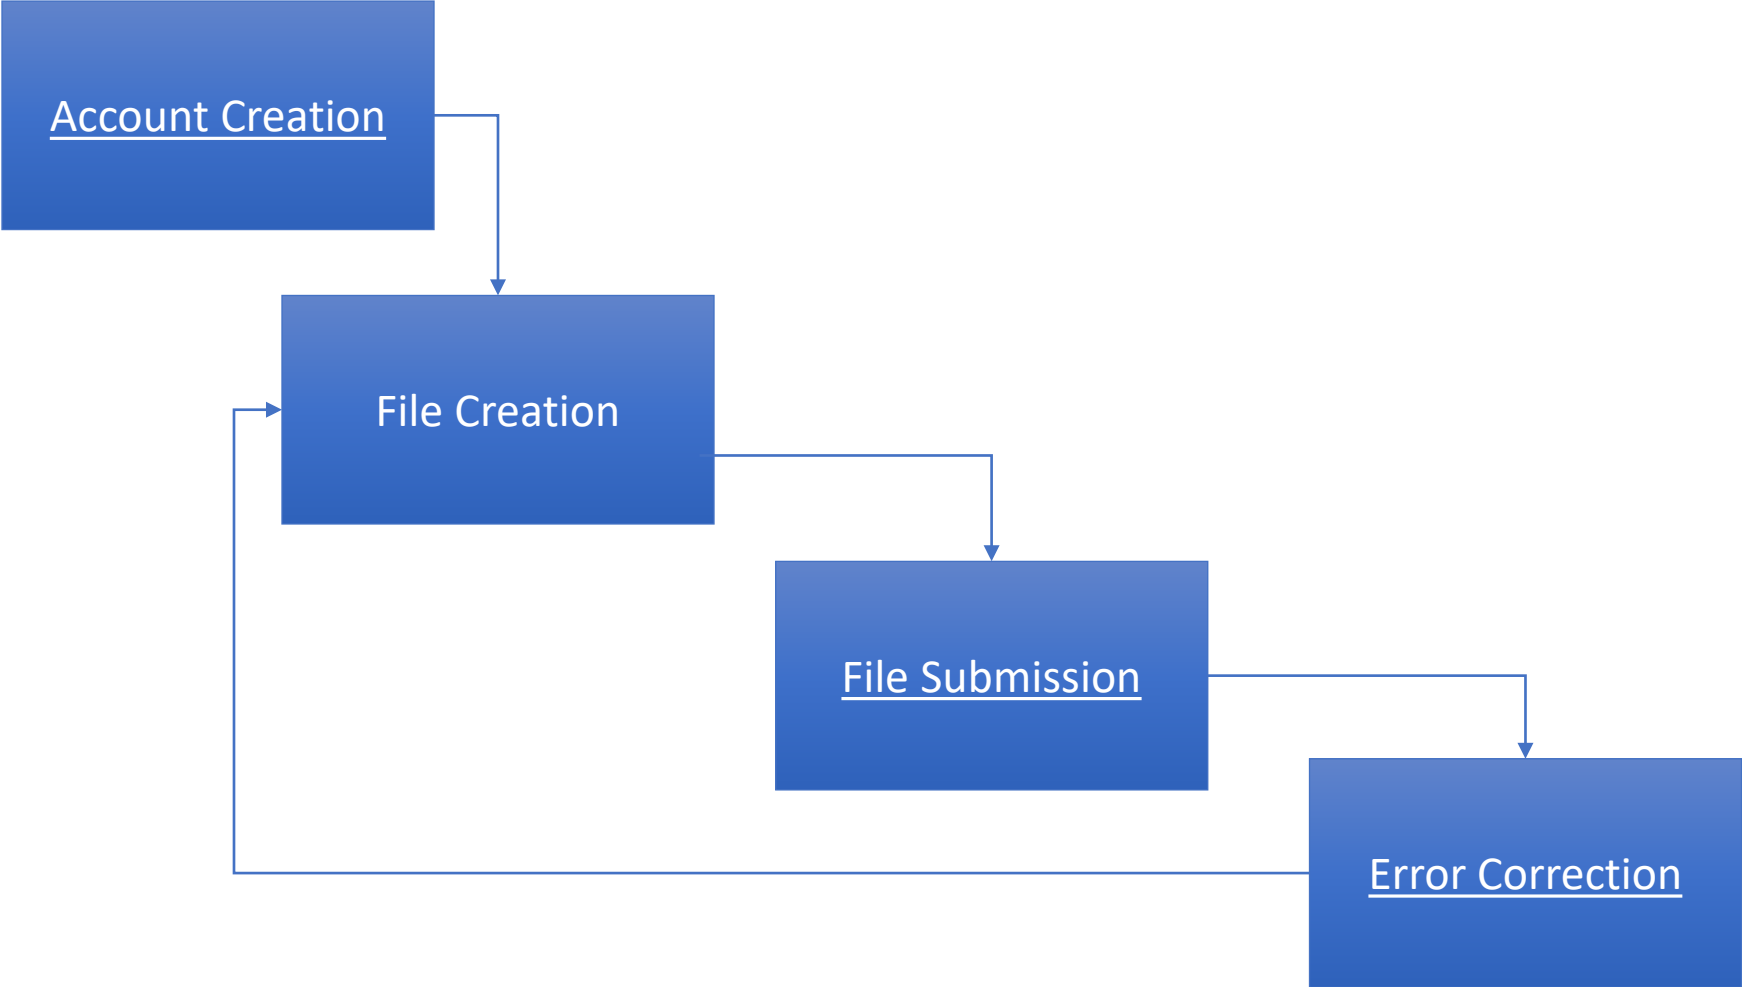 Account Creation
File Creation
File Submission
Error Correction